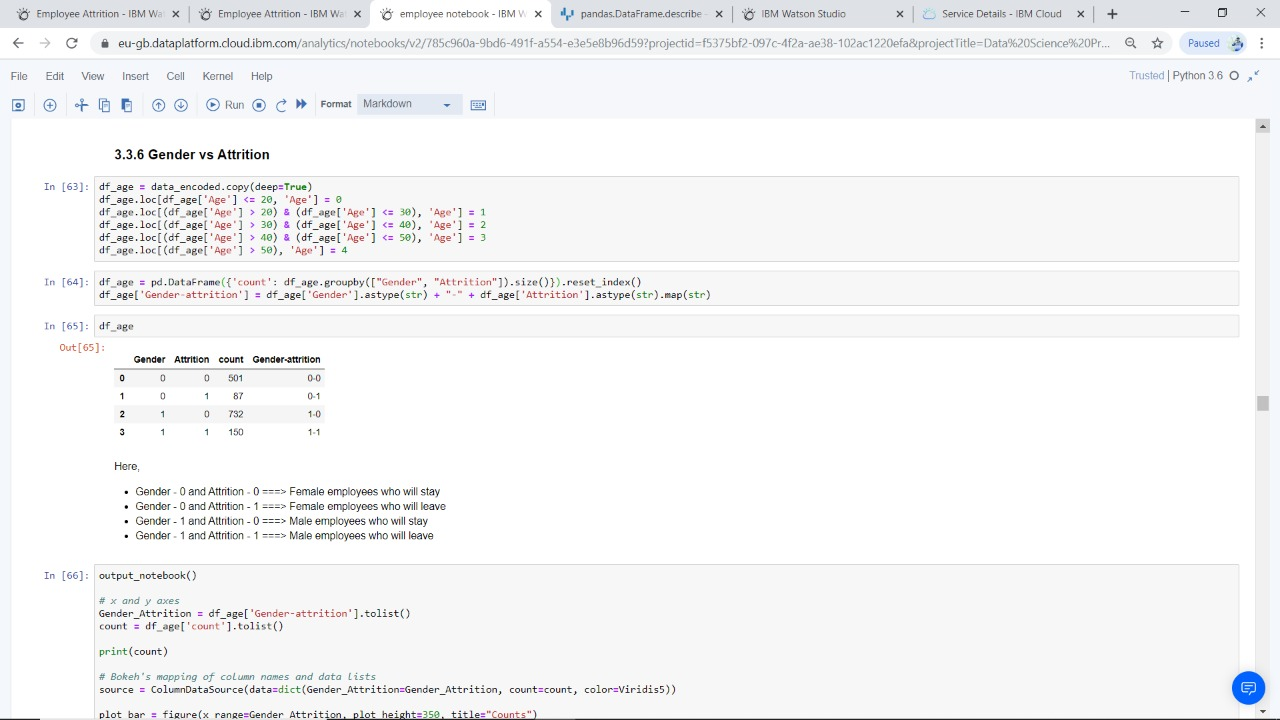 Employee Attrition - IBM Wa
Employee Attrition - IBM Wa
employee notebook - IBM W
pandas.DataFrame.describe -
IBM Watson Studio
Service Details - IBM Cloud
eu-gb.dataplatform.cloud.ibm.com/analytics/notebooks/v2/785c960a-9bd6-491f-a554-e3e5e8b96d59?projectid=f5375bf2-097c-4f2a-ae38-102ac1220efa&projectTitle=Data%20Science%20Pr...
Paused
File Edit View Insert Cell Kernel Help
Trusted | Python 3.6
Run Format Markdown
3.3.6 Gender vs Attrition
In [63]: df_age = data_encoded.copy(deep=True)
df_age.loc[df_age['Age'] <= 20, 'Age'] = 0
df_age.loc[(df_age['Age'] > 20) & (df_age['Age'] <= 30), 'Age'] = 1
df_age.loc[(df_age['Age'] > 30) & (df_age['Age'] <= 40), 'Age'] = 2
df_age.loc[(df_age['Age'] > 40) & (df_age['Age'] <= 50), 'Age'] = 3
df_age.loc[(df_age['Age'] > 50), 'Age'] = 4
In [64]: df_age = pd.DataFrame({'count': df_age.groupby(["Gender", "Attrition"]).size()}).reset_index()
df_age['Gender-attrition'] = df_age['Gender'].astype(str) + "-" + df_age['Attrition'].astype(str).map(str)
In [65]: df_age
Out[65]:
Gender Attrition count Gender-attrition
0 0 0 501 0-0
1 0 1 87 0-1
2 1 0 732 1-0
3 1 1 150 1-1
Here,
• Gender - 0 and Attrition - 0 ===> Female employees who will stay
• Gender - 0 and Attrition - 1 ===> Female employees who will leave
• Gender - 1 and Attrition - 0 ===> Male employees who will stay
• Gender - 1 and Attrition - 1 ===> Male employees who will leave
In [66]: output_notebook()
# x and y axes
Gender_Attrition = df_age['Gender-attrition'].tolist()
count = df_age['count'].tolist()
print(count)
# Bokeh's mapping of column names and data lists
source = ColumnDataSource(data=dict(Gender_Attrition=Gender_Attrition, count=count, color=Viridis5))
plot_bar = figure(x_range=Gender_Attrition, plot_height=350, title="Counts")